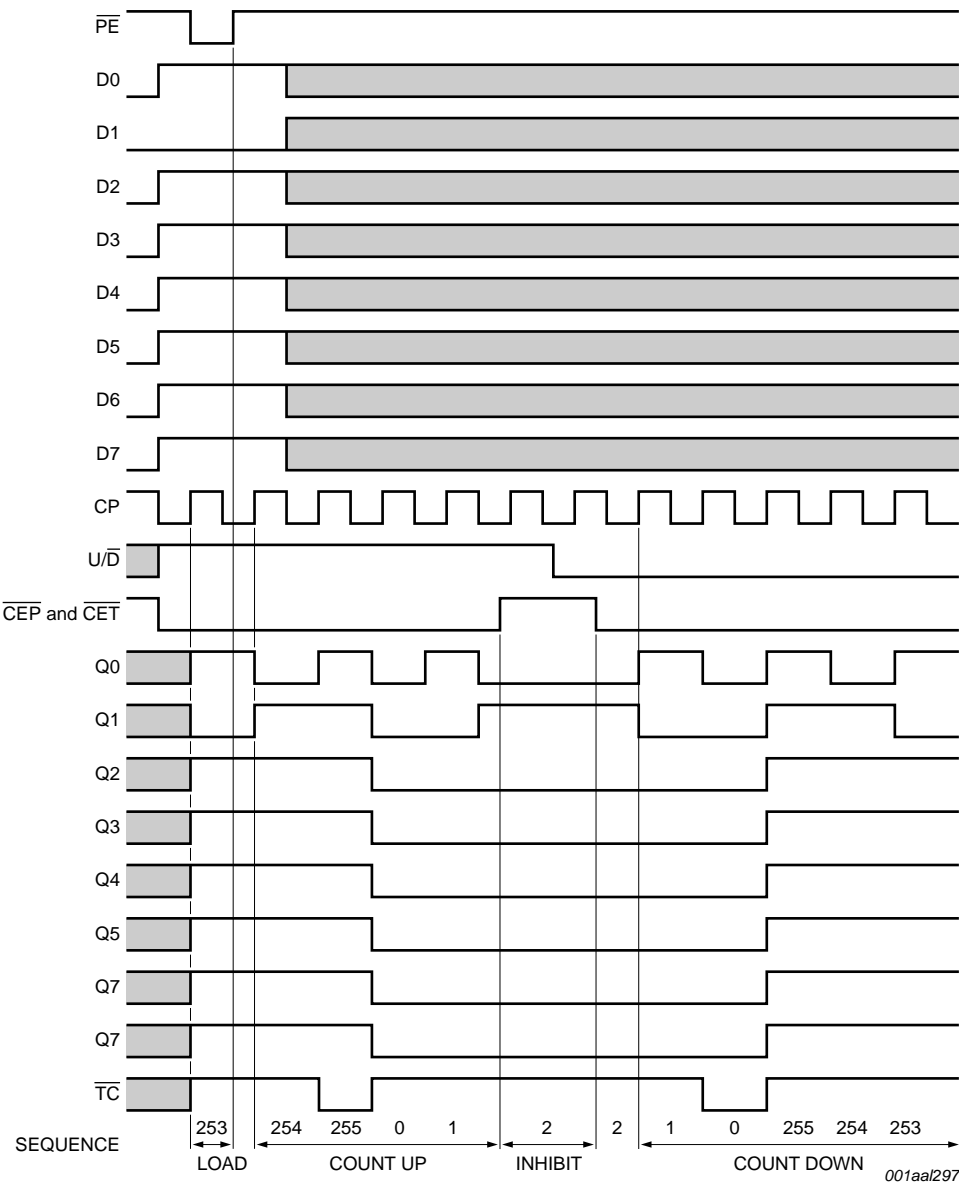 PE
D0
D1
D2
D3
D4
D5
D6
D7
CP
U/D
CEP and CET
Q0
Q1
Q2
Q3
Q4
Q5
Q7
Q7
TC
SEQUENCE
253 254 255 0 1 2 2 1 0 255 254 253
LOAD COUNT UP INHIBIT COUNT DOWN
001aal297